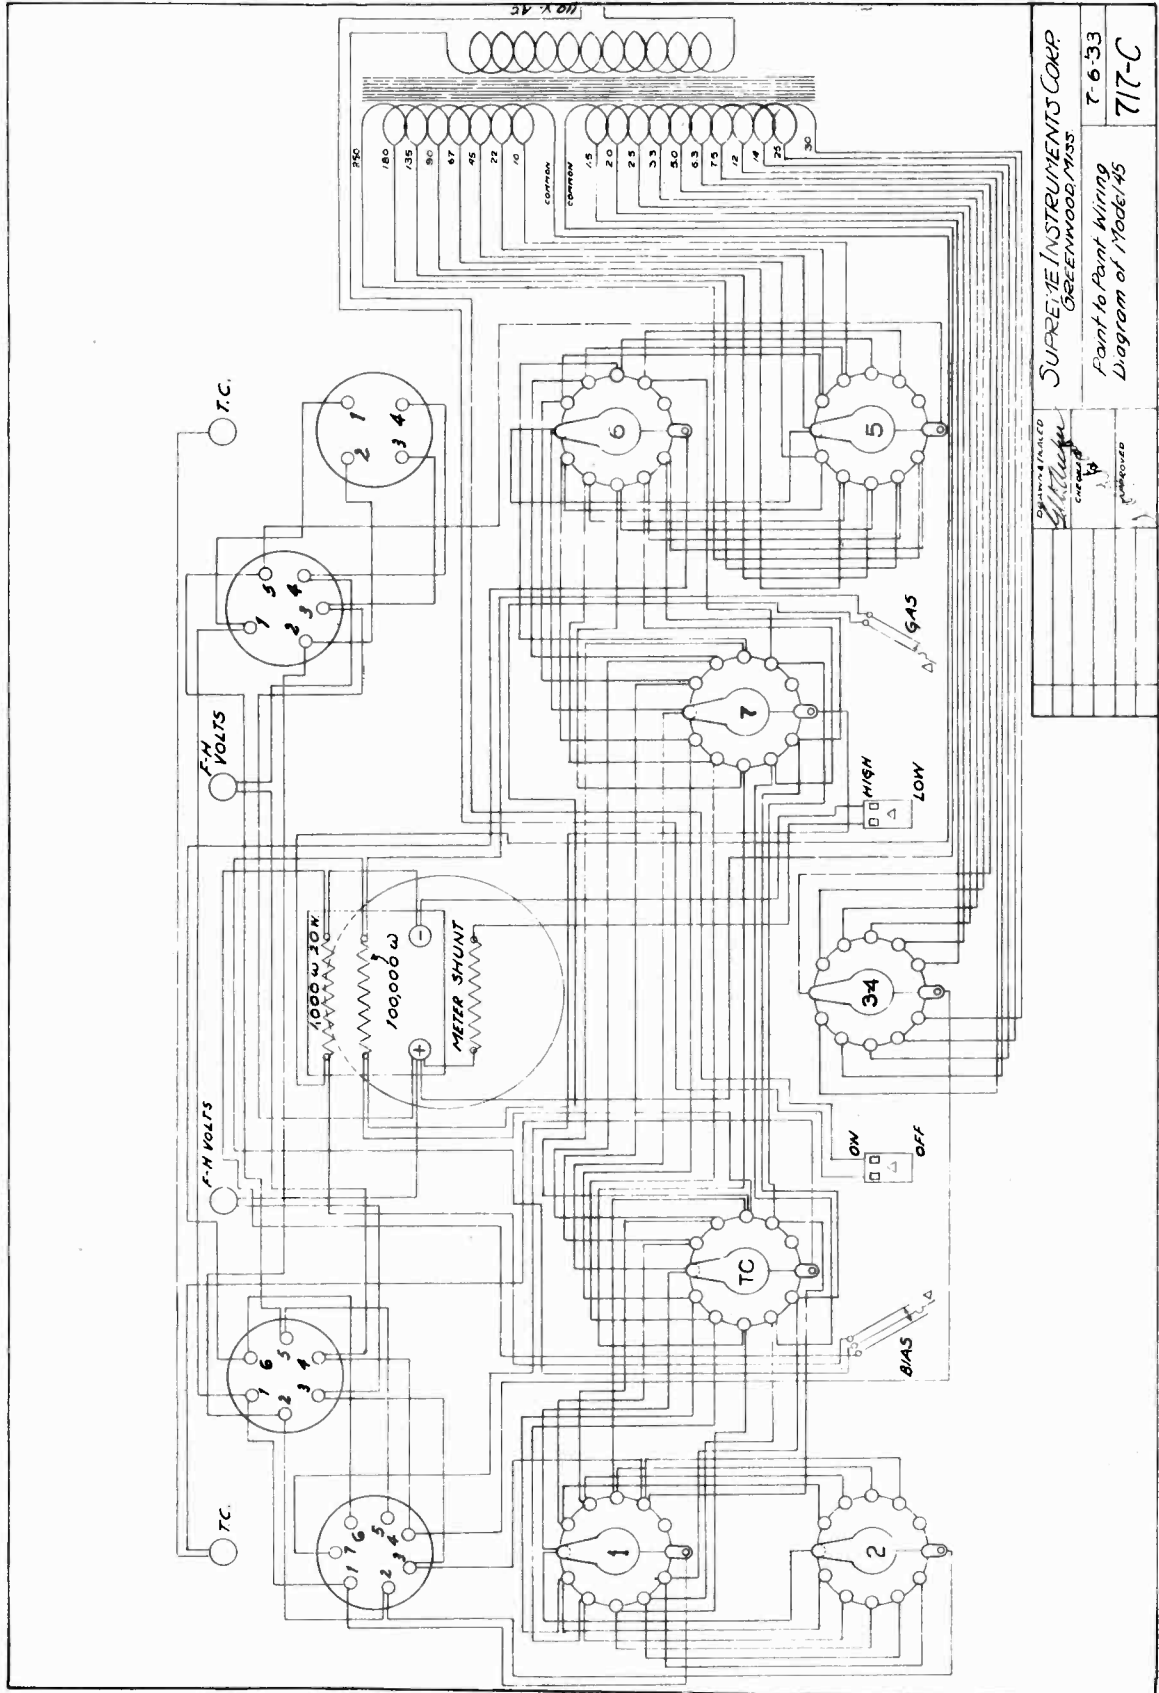 110 V. AC
250
180
135
90
67
45
22
10
COMMON
COMMON
1.5
2.0
2.5
3.3
5.0
6.3
7.5
12
14
25
30
T.C.
1
2
3
4
1
2
3
4
5
F-H
VOLTS
6
5
7
GAS
HIGH
LOW
1,000 ω 20 W.
100,000 ω
-
+
METER SHUNT
3-4
F-H VOLTS
ON
OFF
TC
BIAS
1
2
3
4
5
6
T.C.
1
2
3
4
5
6
7
1
2
SUPREME INSTRUMENTS CORP.
GREENWOOD, MISS.
Point to Point Wiring
Diagram of Model 45
7-6-33
717-C
DRAWN & TRACED
CHECKED
APPROVED